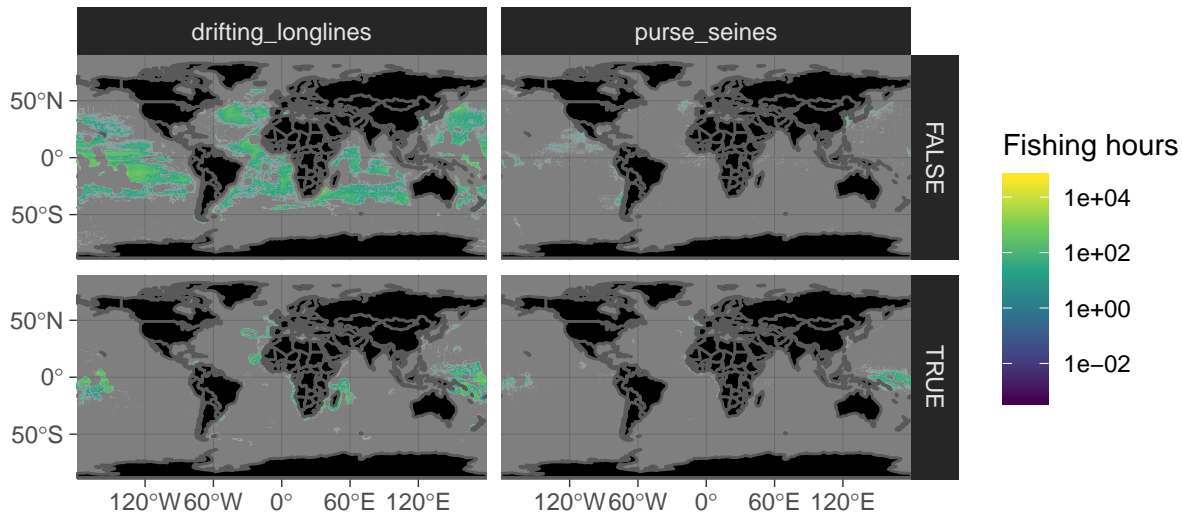 drifting_longlines
purse_seines
50°N
0°
50°S
FALSE
50°N
0°
50°S
TRUE
120°W 60°W 0° 60°E 120°E
120°W 60°W 0° 60°E 120°E
Fishing hours
1e+04
1e+02
1e+00
1e−02